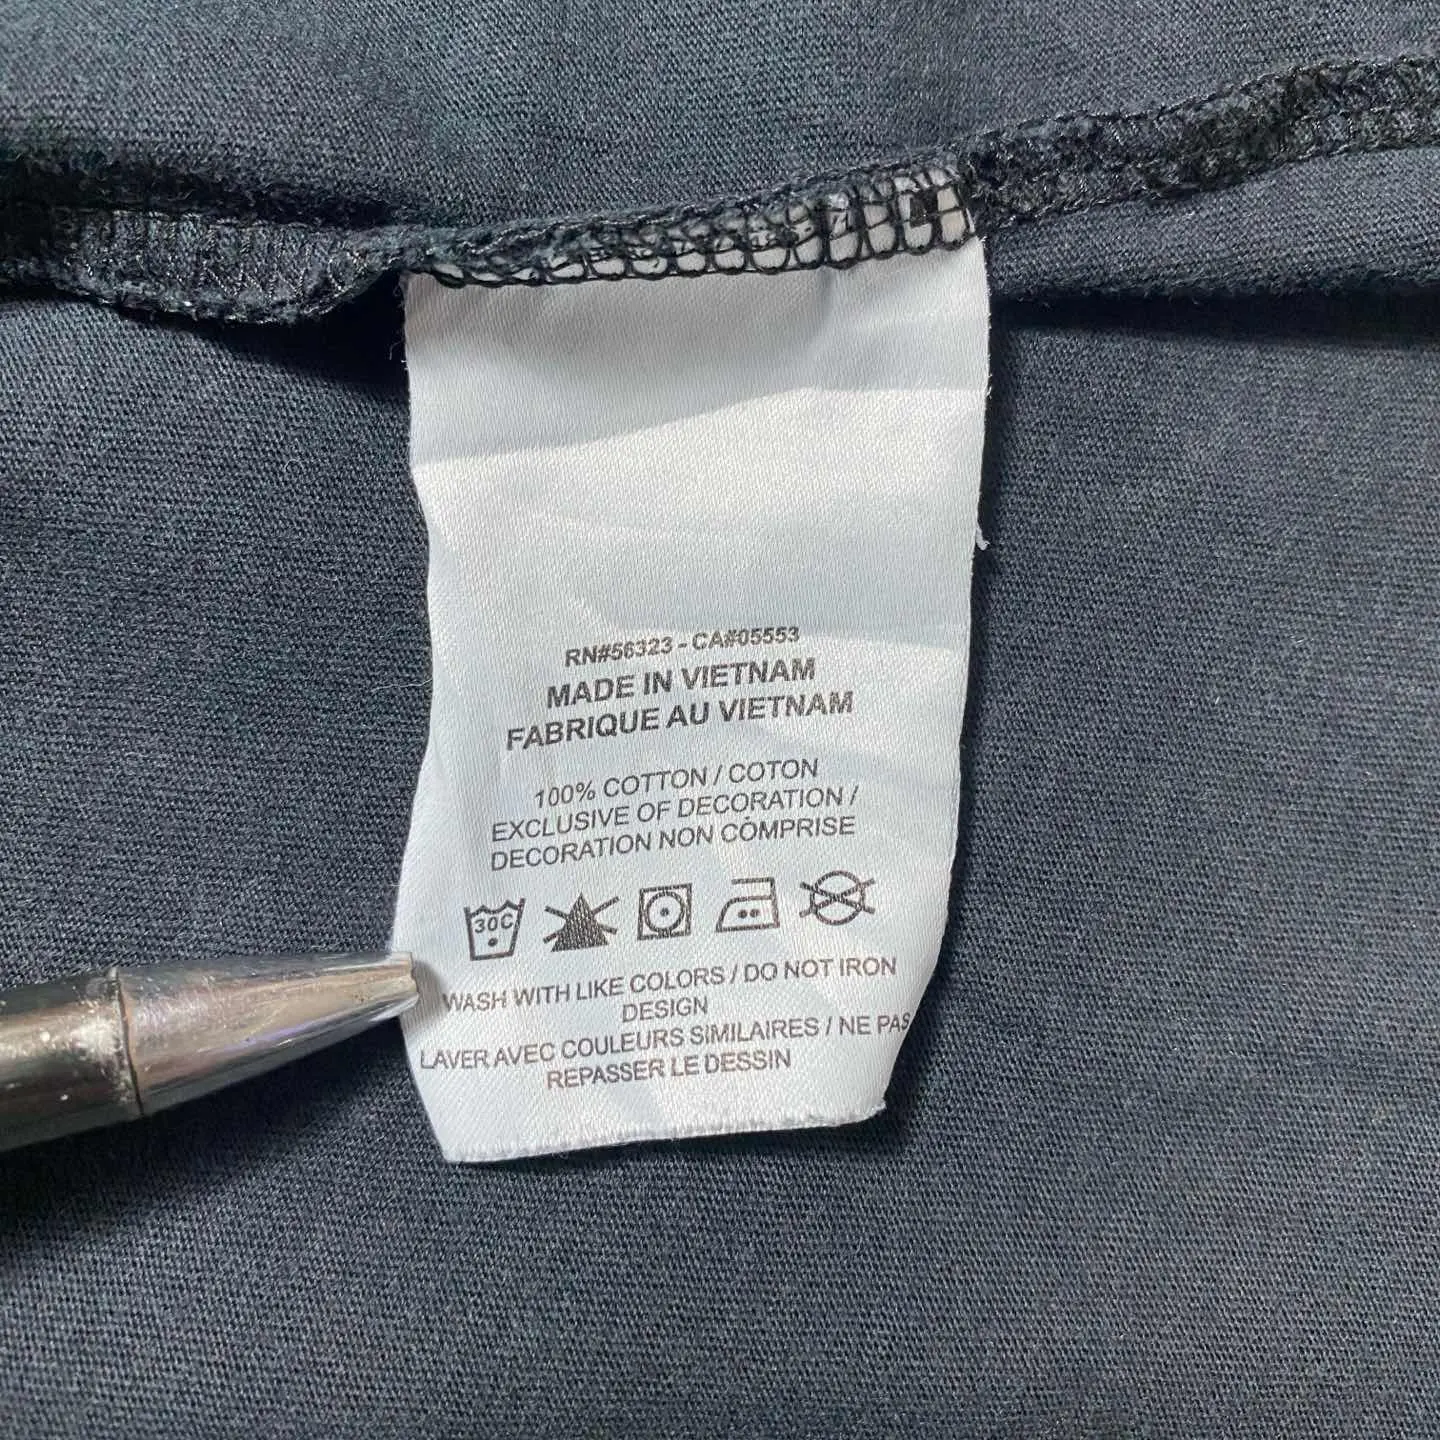 RN#56323 - CA#05553
MADE IN VIETNAM
FABRIQUE AU VIETNAM
100% COTTON / COTON
EXCLUSIVE OF DECORATION /
DECORATION NON COMPRISE
30C
WASH WITH LIKE COLORS / DO NOT IRON
DESIGN
LAVER AVEC COULEURS SIMILAIRES / NE PAS
REPASSER LE DESSIN